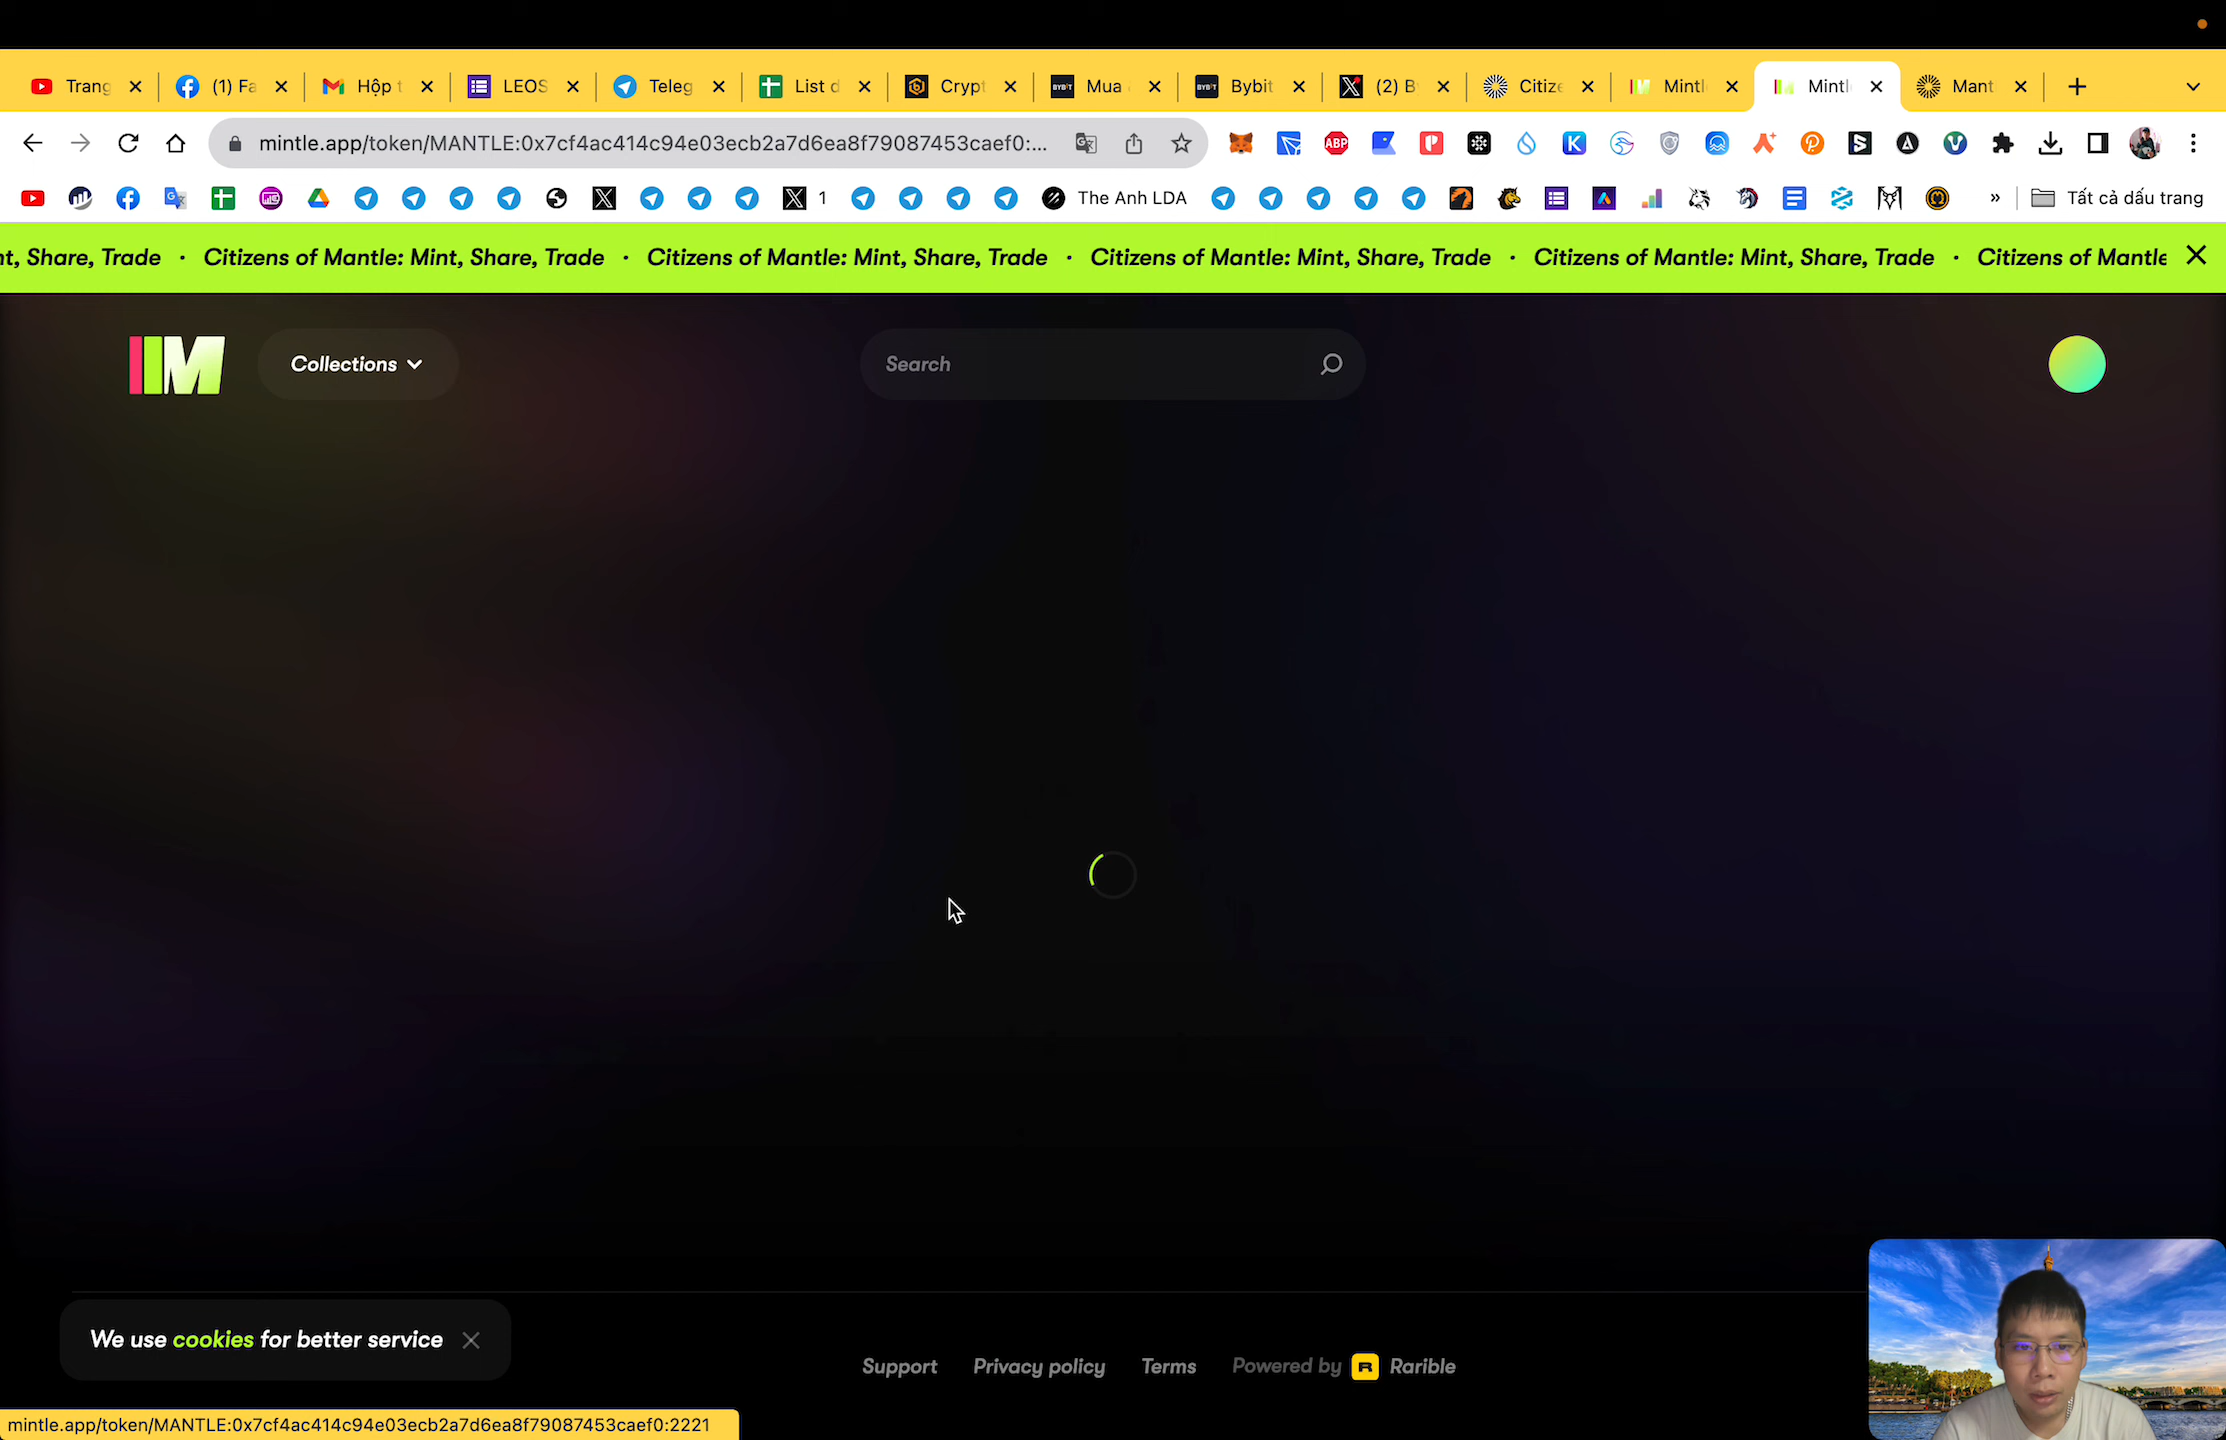 Trang
(1) Fa
Hộp t
LEOS
Teleg
List d
Crypt
Mua
Bybit
(2) B
Citize
Mintl
Mintl
Mant
mintle.app/token/MANTLE:0x7cf4ac414c94e03ecb2a7d6ea8f79087453caef0:...
ABP
1
The Anh LDA
»
Tất cả dấu trang
nt, Share, Trade · Citizens of Mantle: Mint, Share, Trade · Citizens of Mantle: Mint, Share, Trade · Citizens of Mantle: Mint, Share, Trade · Citizens of Mantle: Mint, Share, Trade · Citizens of Mantle
Collections
Search
We use cookies for better service
Support
Privacy policy
Terms
Powered by R Rarible
mintle.app/token/MANTLE:0x7cf4ac414c94e03ecb2a7d6ea8f79087453caef0:2221